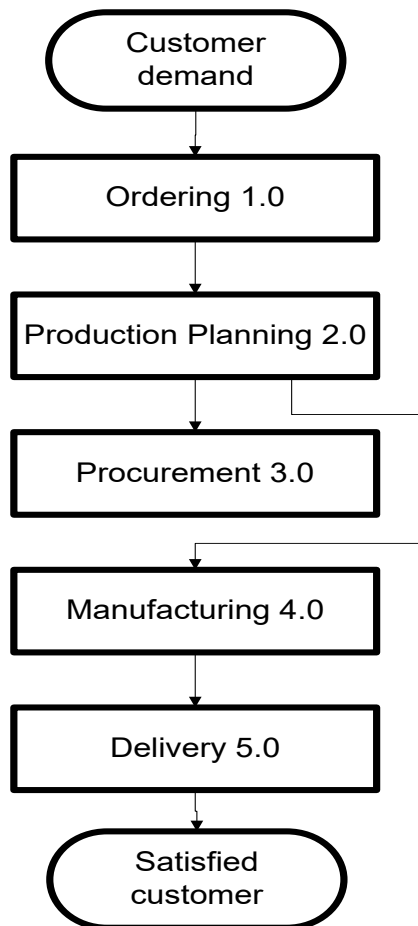 Customer
demand
Ordering 1.0
Production Planning 2.0
Procurement 3.0
Manufacturing 4.0
Delivery 5.0
Satisfied
customer